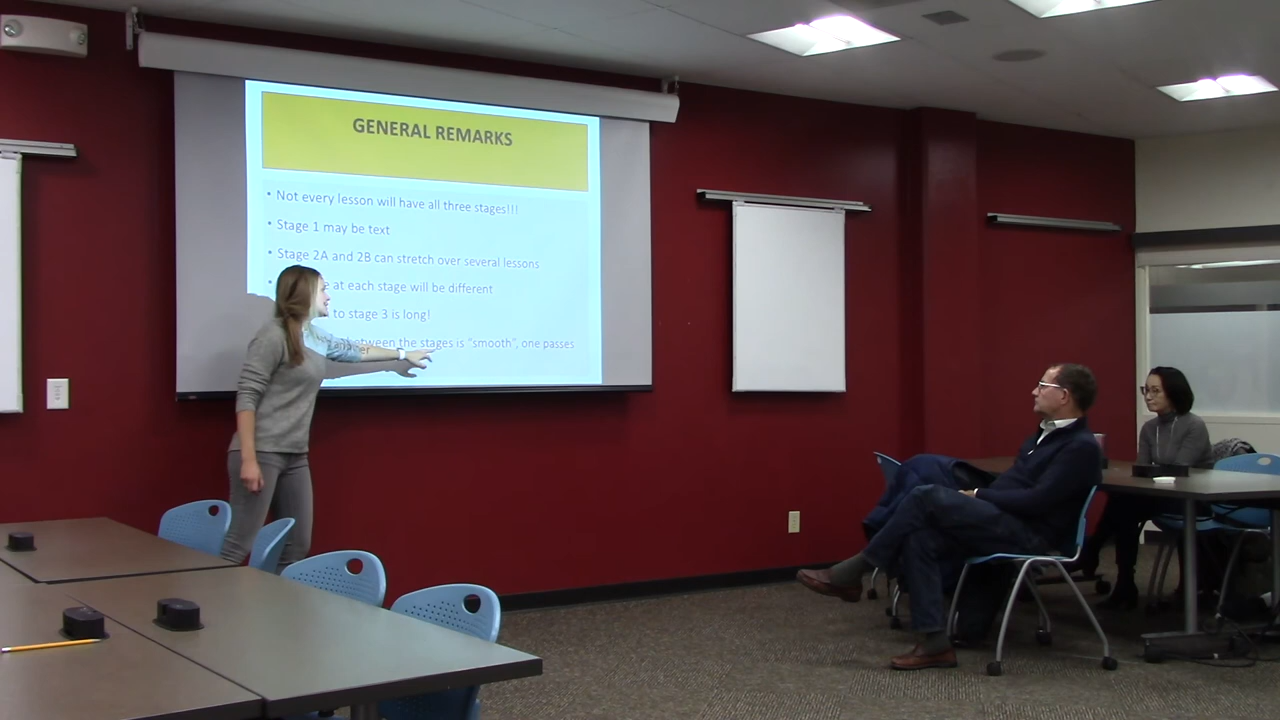 GENERAL REMARKS
• Not every lesson will have all three stages!!!
• Stage 1 may be text
• Stage 2A and 2B can stretch over several lessons
• at each stage will be different
to stage 3 is long!
between the stages is "smooth", one passes